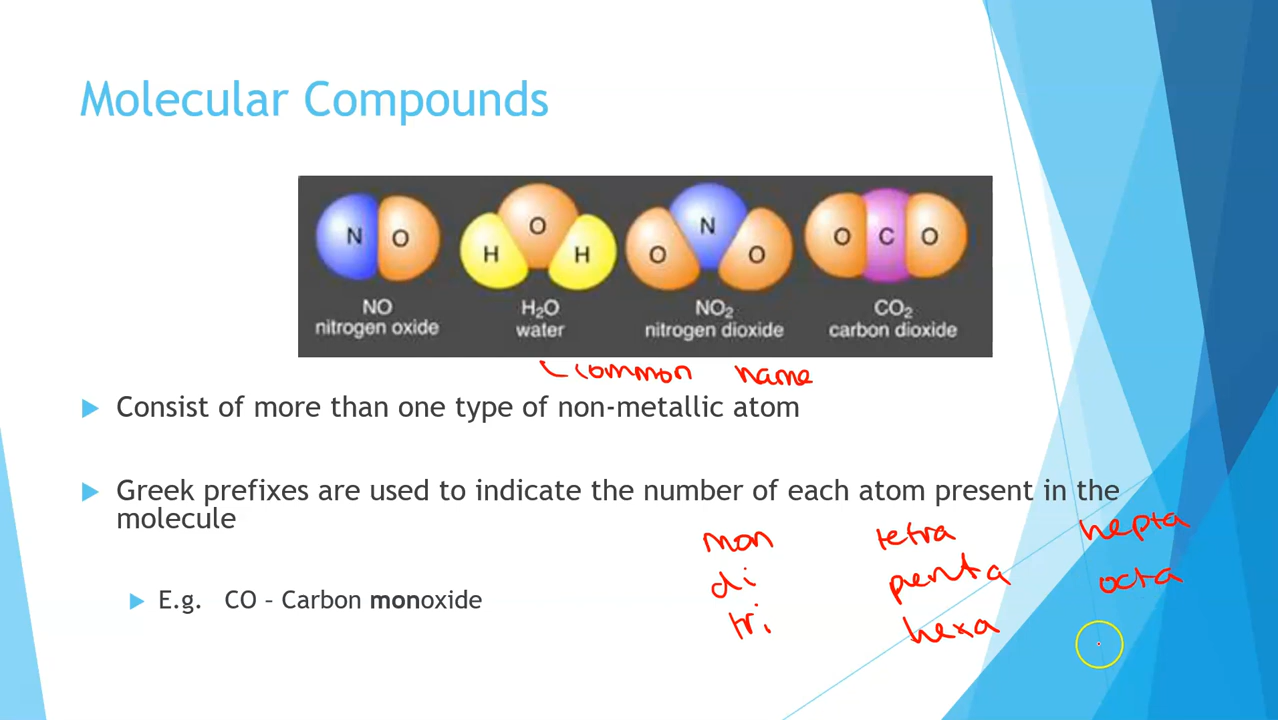 Molecular Compounds
N O
O
H H
N
O O
O C O
NO
nitrogen oxide
H₂O
water
NO₂
nitrogen dioxide
CO₂
carbon dioxide
common name
Consist of more than one type of non-metallic atom
Greek prefixes are used to indicate the number of each atom present in the
molecule
mon tetra hepta
di penta octa
tri hexa
E.g. CO – Carbon monoxide